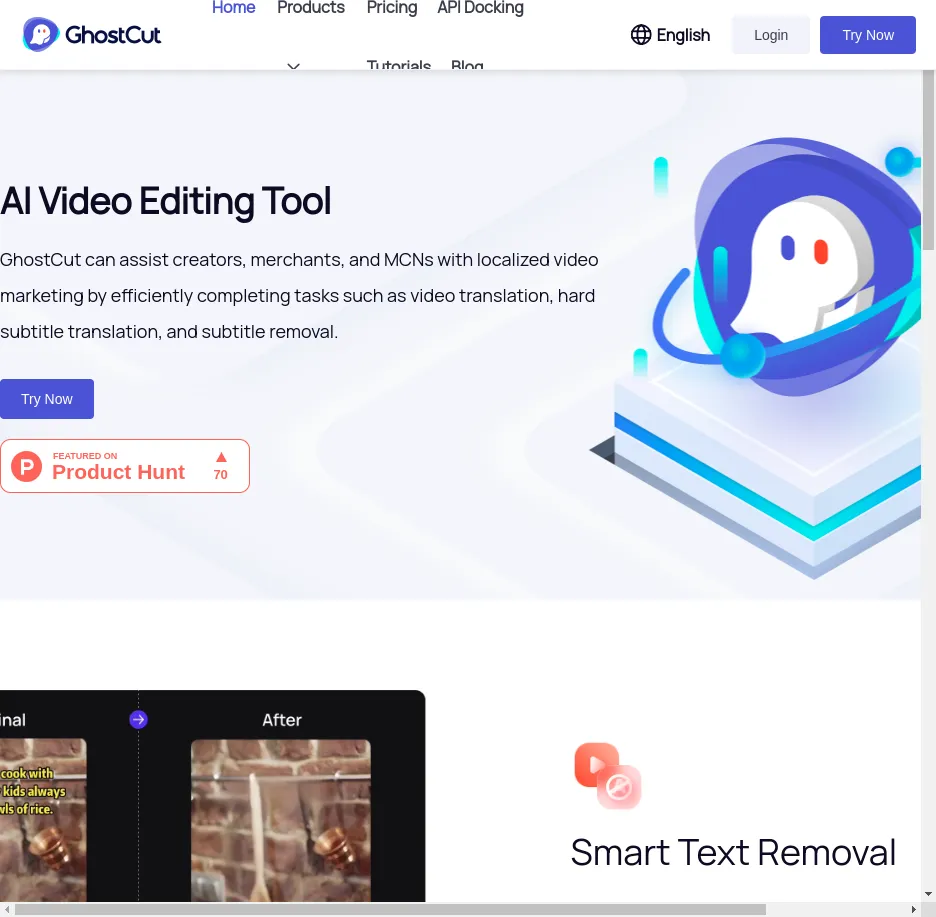 GhostCut
Home Products Pricing API Docking
Tutorials Blog
English
Login
Try Now
AI Video Editing Tool
GhostCut can assist creators, merchants, and MCNs with localized video
marketing by efficiently completing tasks such as video translation, hard
subtitle translation, and subtitle removal.
Try Now
FEATURED ON
Product Hunt
70
After
cook with
kids always
of rice.
Smart Text Removal